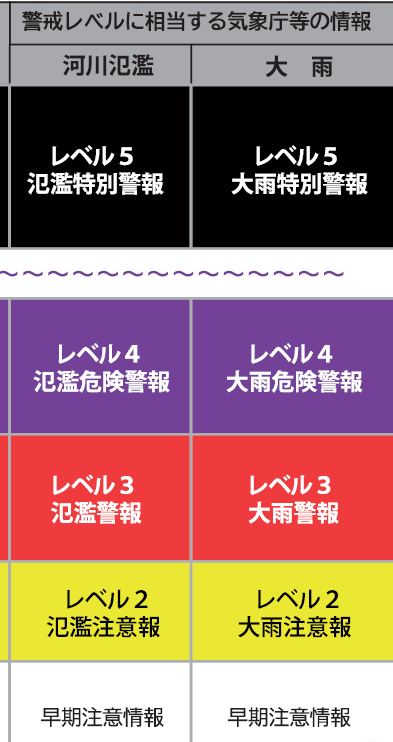 警戒レベルに相当する気象庁等の情報
河川氾濫
大　雨
レベル５
氾濫特別警報
レベル５
大雨特別警報
～～～～～～～～～～～～～～
レベル４
氾濫危険警報
レベル４
大雨危険警報
レベル３
氾濫警報
レベル３
大雨警報
レベル２
氾濫注意報
レベル２
大雨注意報
早期注意情報
早期注意情報